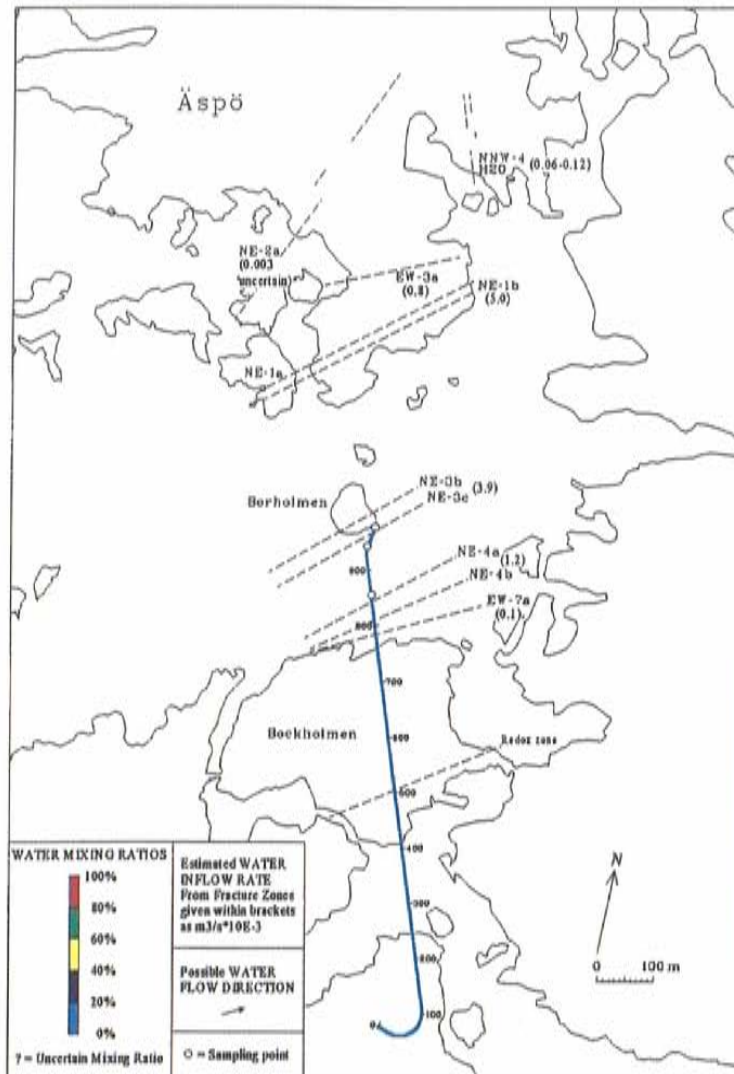 Äspö
NNW-4 (0.06-0.12)
H2O
NE-2a
(0.003
uncertain)
EW-3a
(0.8)
NE-1b
(5.0)
NE-1a
NE-3b (3.9)
NE-3c
Borholmen
NE-4a (1.2)
NE-4b
EW-7a
(0.1)
900
800
700
Bockholmen
600
Redox zone
500
400
300
200
100
0
WATER MIXING RATIOS
100%
80%
60%
40%
20%
0%
? = Uncertain Mixing Ratio
Estimated WATER
INFLOW RATE
From Fracture Zones
given within brackets
as m3/s*10E-3
Possible WATER
FLOW DIRECTION
O = Sampling point
N
0 100 m